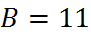 B = 11